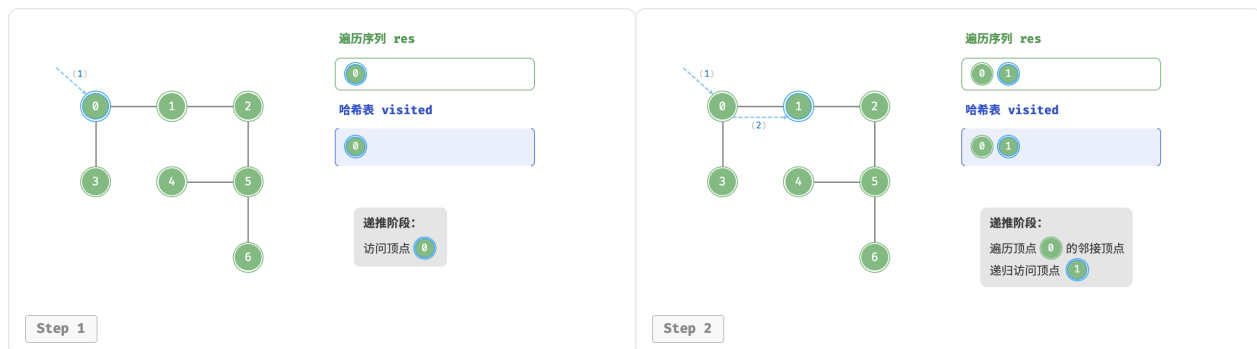 遍历序列 res
(1)
0
哈希表 visited
0 1 2
0
3 4 5
递推阶段:
访问顶点 0
6
Step 1
遍历序列 res
(1)
0 1
哈希表 visited
0 1 2
(2)
0 1
3 4 5
递推阶段:
遍历顶点 0 的邻接顶点
递归访问顶点 1
6
Step 2